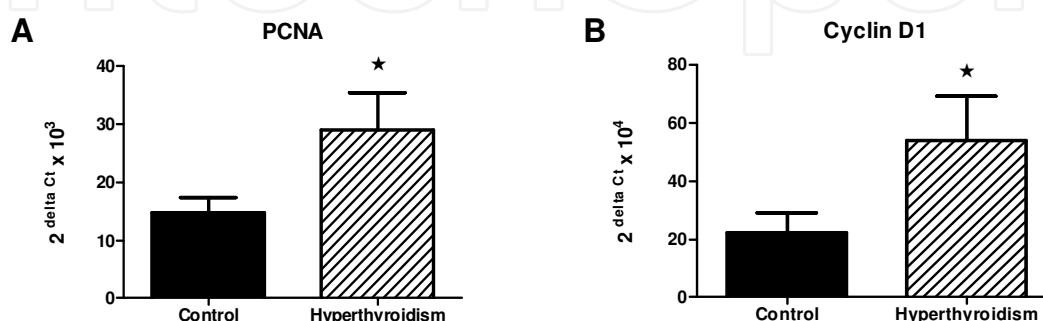 A
PCNA
40
30
20
10
0
2 delta Ct x 10³
Control
Hyperthyroidism
B
Cyclin D1
80
60
40
20
0
2 delta Ct x 10⁴
Control
Hyperthyroidism